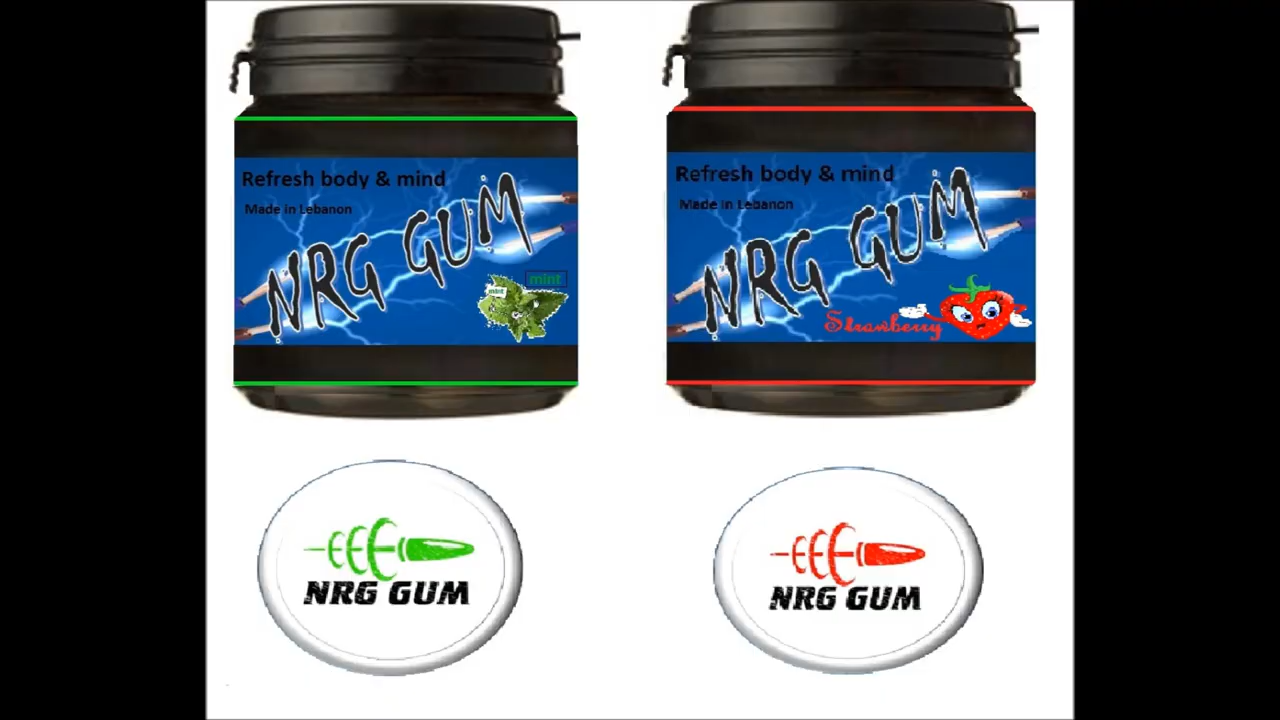 Refresh body & mind
Made in Lebanon
NRG GUM
mint
mint
Refresh body & mind
Made in Lebanon
NRG GUM
Strawberry
NRG GUM
NRG GUM